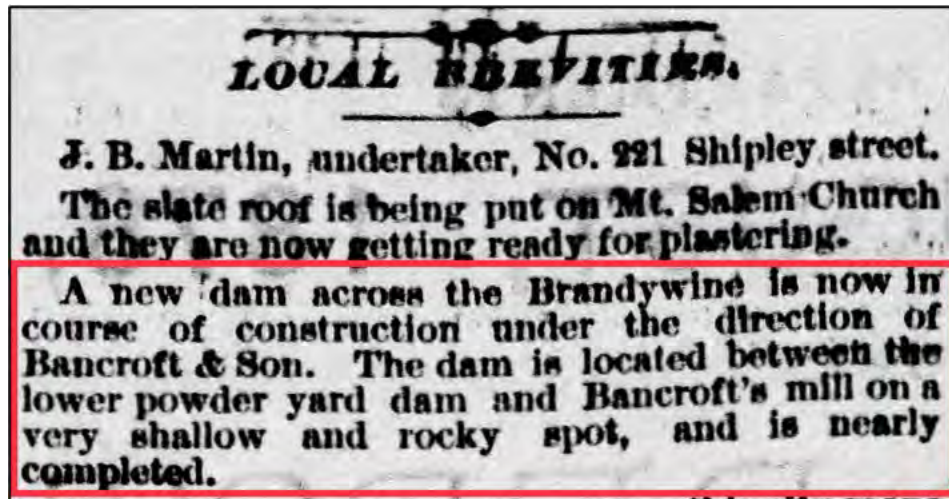 LOCAL BREVITIES.
J. B. Martin, undertaker, No. 221 Shipley street.
The slate roof is being put on Mt. Salem Church
and they are now getting ready for plastering.
A new dam across the Brandywine is now in
course of construction under the direction of
Bancroft & Son. The dam is located between the
lower powder yard dam and Bancroft's mill on a
very shallow and rocky spot, and is nearly
completed.